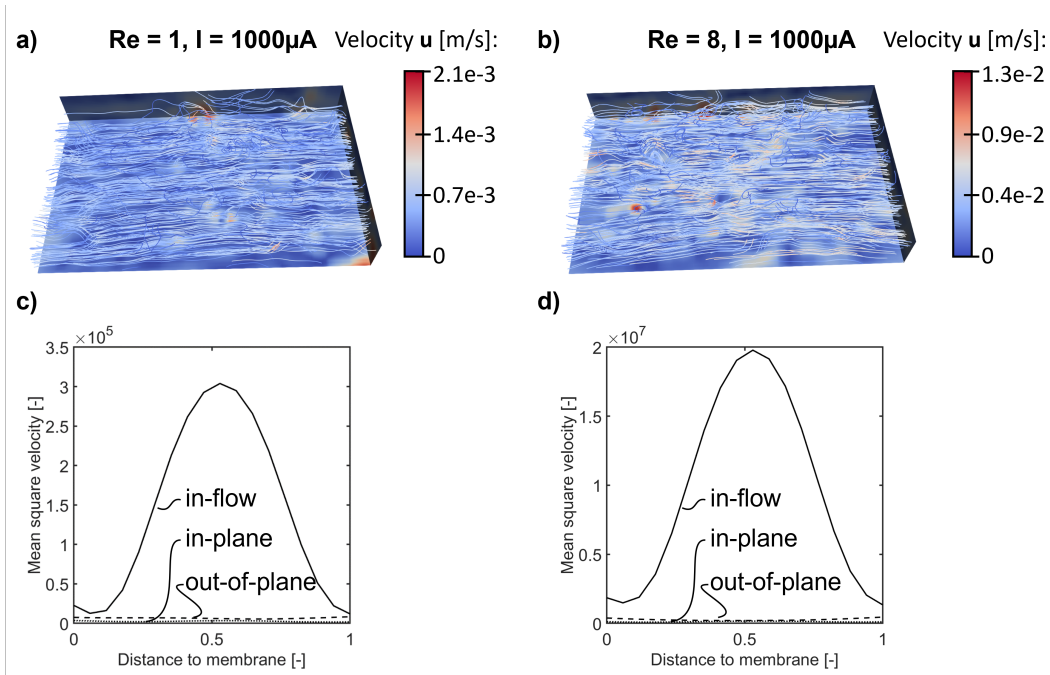 a) Re = 1, I = 1000µA Velocity u [m/s]:
2.1e-3
1.4e-3
0.7e-3
0
b) Re = 8, I = 1000µA Velocity u [m/s]:
1.3e-2
0.9e-2
0.4e-2
0
c)
×10⁵
3.5
3
2.5
2
1.5
1
0.5
0
Mean square velocity [-]
in-flow
in-plane
out-of-plane
0 0.5 1
Distance to membrane [-]
d)
×10⁷
2
1.5
1
0.5
0
Mean square velocity [-]
in-flow
in-plane
out-of-plane
0 0.5 1
Distance to membrane [-]